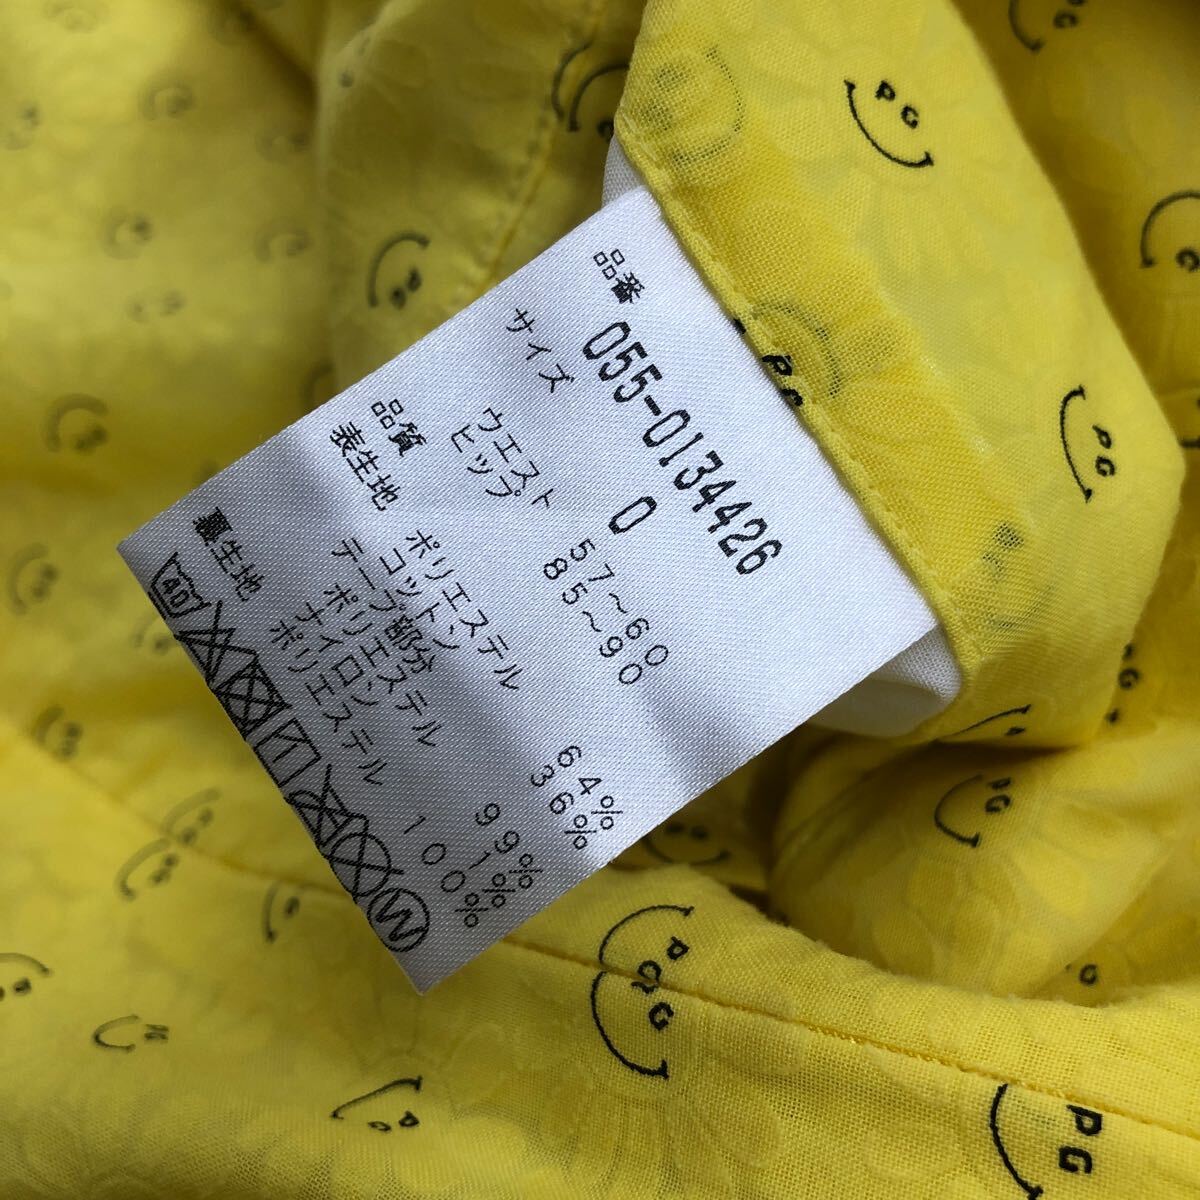 品番 055-0134426
サイズ 0
ウエスト 57~60
ヒップ 85~90
品質
表生地 ポリエステル 64%
コットン 36%
テープ部分
ポリエステル 99%
ナイロン 1%
裏生地 ポリエステル 100%
40
W
PG
PG
PG
PG
PG
PG
PG
PG